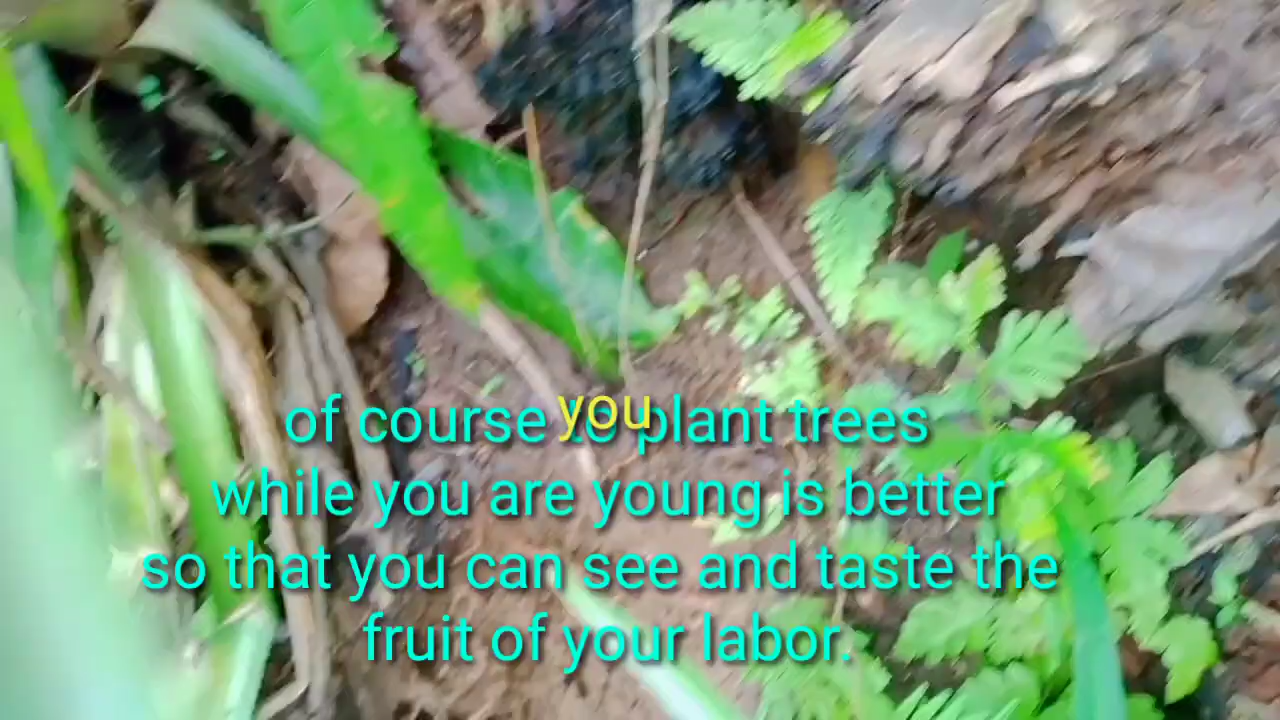 of course to plant trees
you
while you are young is better
so that you can see and taste the
fruit of your labor.